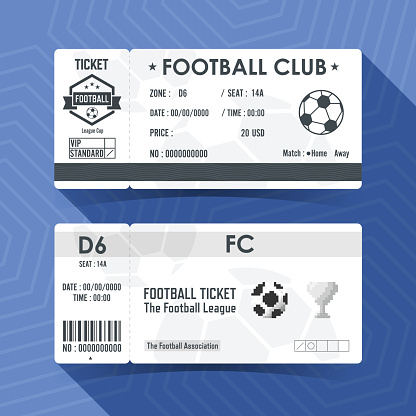 TICKET
FOOTBALL
League Cup
VIP
STANDARD
★ FOOTBALL CLUB ★
ZONE : D6 / SEAT : 14A
DATE : 00/00/0000 / TIME : 00:00
PRICE : 20 USD
NO : 0000000000
Match : ●Home Away
D6
SEAT : 14A
DATE : 00/00/0000
TIME : 00:00
NO : 0000000000
FC
FOOTBALL TICKET
The Football League
The Football Association